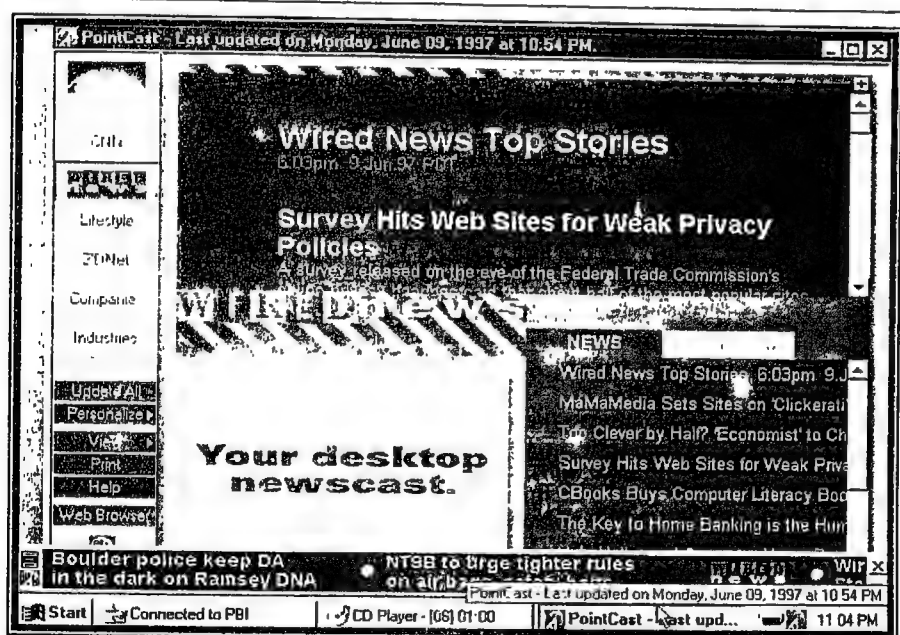 PointCast - Last updated on Monday, June 09, 1997 at 10:54 PM.
CNN
WIRED
Lifestyle
ZDNet
Companie
Industries
Update All
Personalize
View
Print
Help
Web Browser
Wired News Top Stories
6:03pm 9.Jun.97 PDT
Survey Hits Web Sites for Weak Privacy
Policies
A survey released on the eve of the Federal Trade Commission's
WIRED news
Your desktop
newscast.
NEWS
Wired News Top Stories 6:03pm 9.J
MaMaMedia Sets Sites on 'Clickerati'
Too Clever by Half? 'Economist' to Ch
Survey Hits Web Sites for Weak Priva
CBooks Buys Computer Literacy Boo
The Key to Home Banking is the Hum
Boulder police keep DA
in the dark on Ramsey DNA
NTSB to urge tighter rules
on air
WIRED
news
Wir
PointCast - Last updated on Monday, June 09, 1997 at 10:54 PM
Start
Connected to PBI
CD Player - [06] 01:00
PointCast - Last upd...
11:04 PM